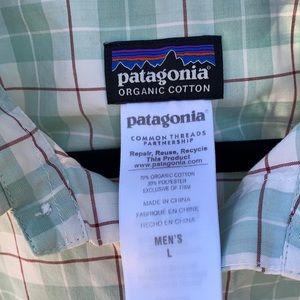 patagonia
ORGANIC COTTON
patagonia
COMMON THREADS
PARTNERSHIP
Repair, Reuse, Recycle
This Product
www.patagonia.com
70% ORGANIC COTTON
30% POLYESTER
EXCLUSIVE OF TRIM
MADE IN CHINA
FABRIQUÉ EN CHINE
HECHO EN CHINA
MEN'S
L